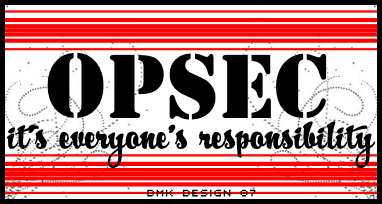 OPSEC
it's everyone's responsibility
DMK DESIGN 07